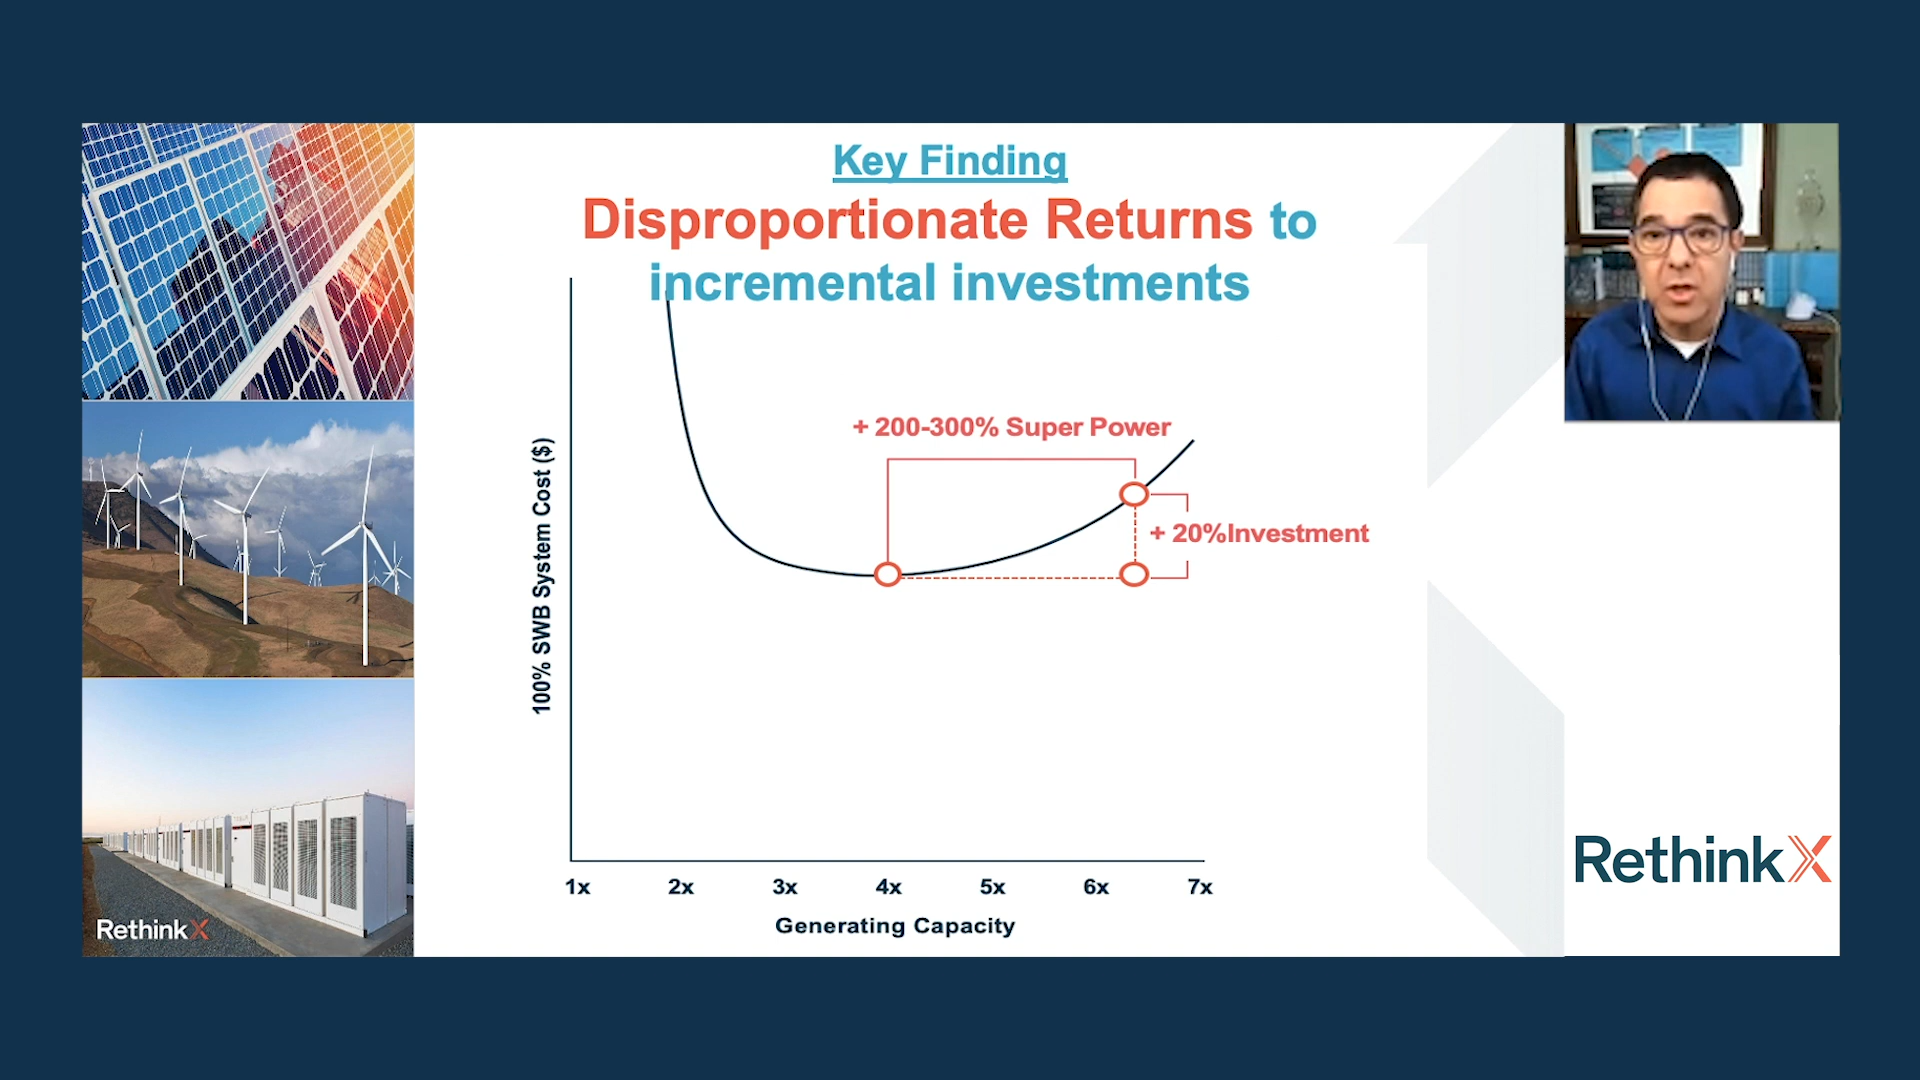 Key Finding
Disproportionate Returns to
incremental investments
+ 200-300% Super Power
+ 20%Investment
100% SWB System Cost ($)
1x 2x 3x 4x 5x 6x 7x
Generating Capacity
RethinkX
RethinkX